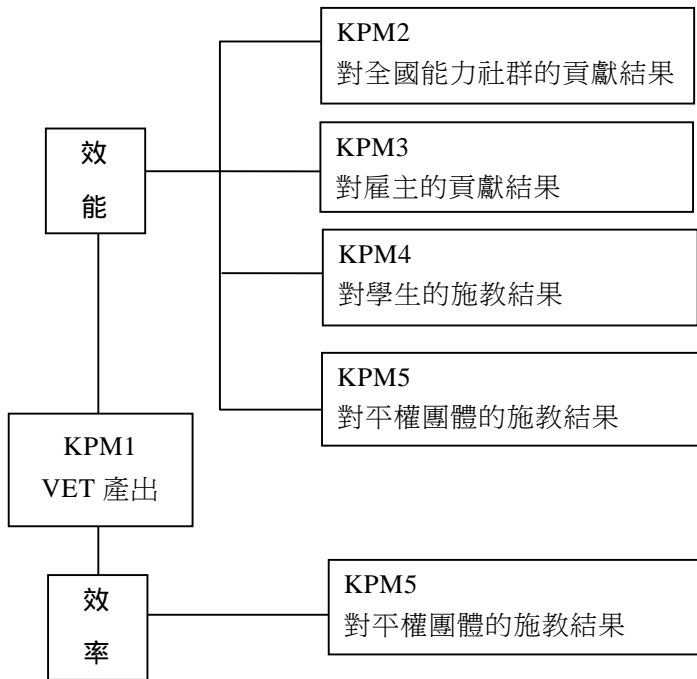 KPM2
對全國能力社群的貢獻結果
效
能
KPM3
對雇主的貢獻結果
KPM4
對學生的施教結果
KPM5
對平權團體的施教結果
KPM1
VET 產出
效
率
KPM5
對平權團體的施教結果